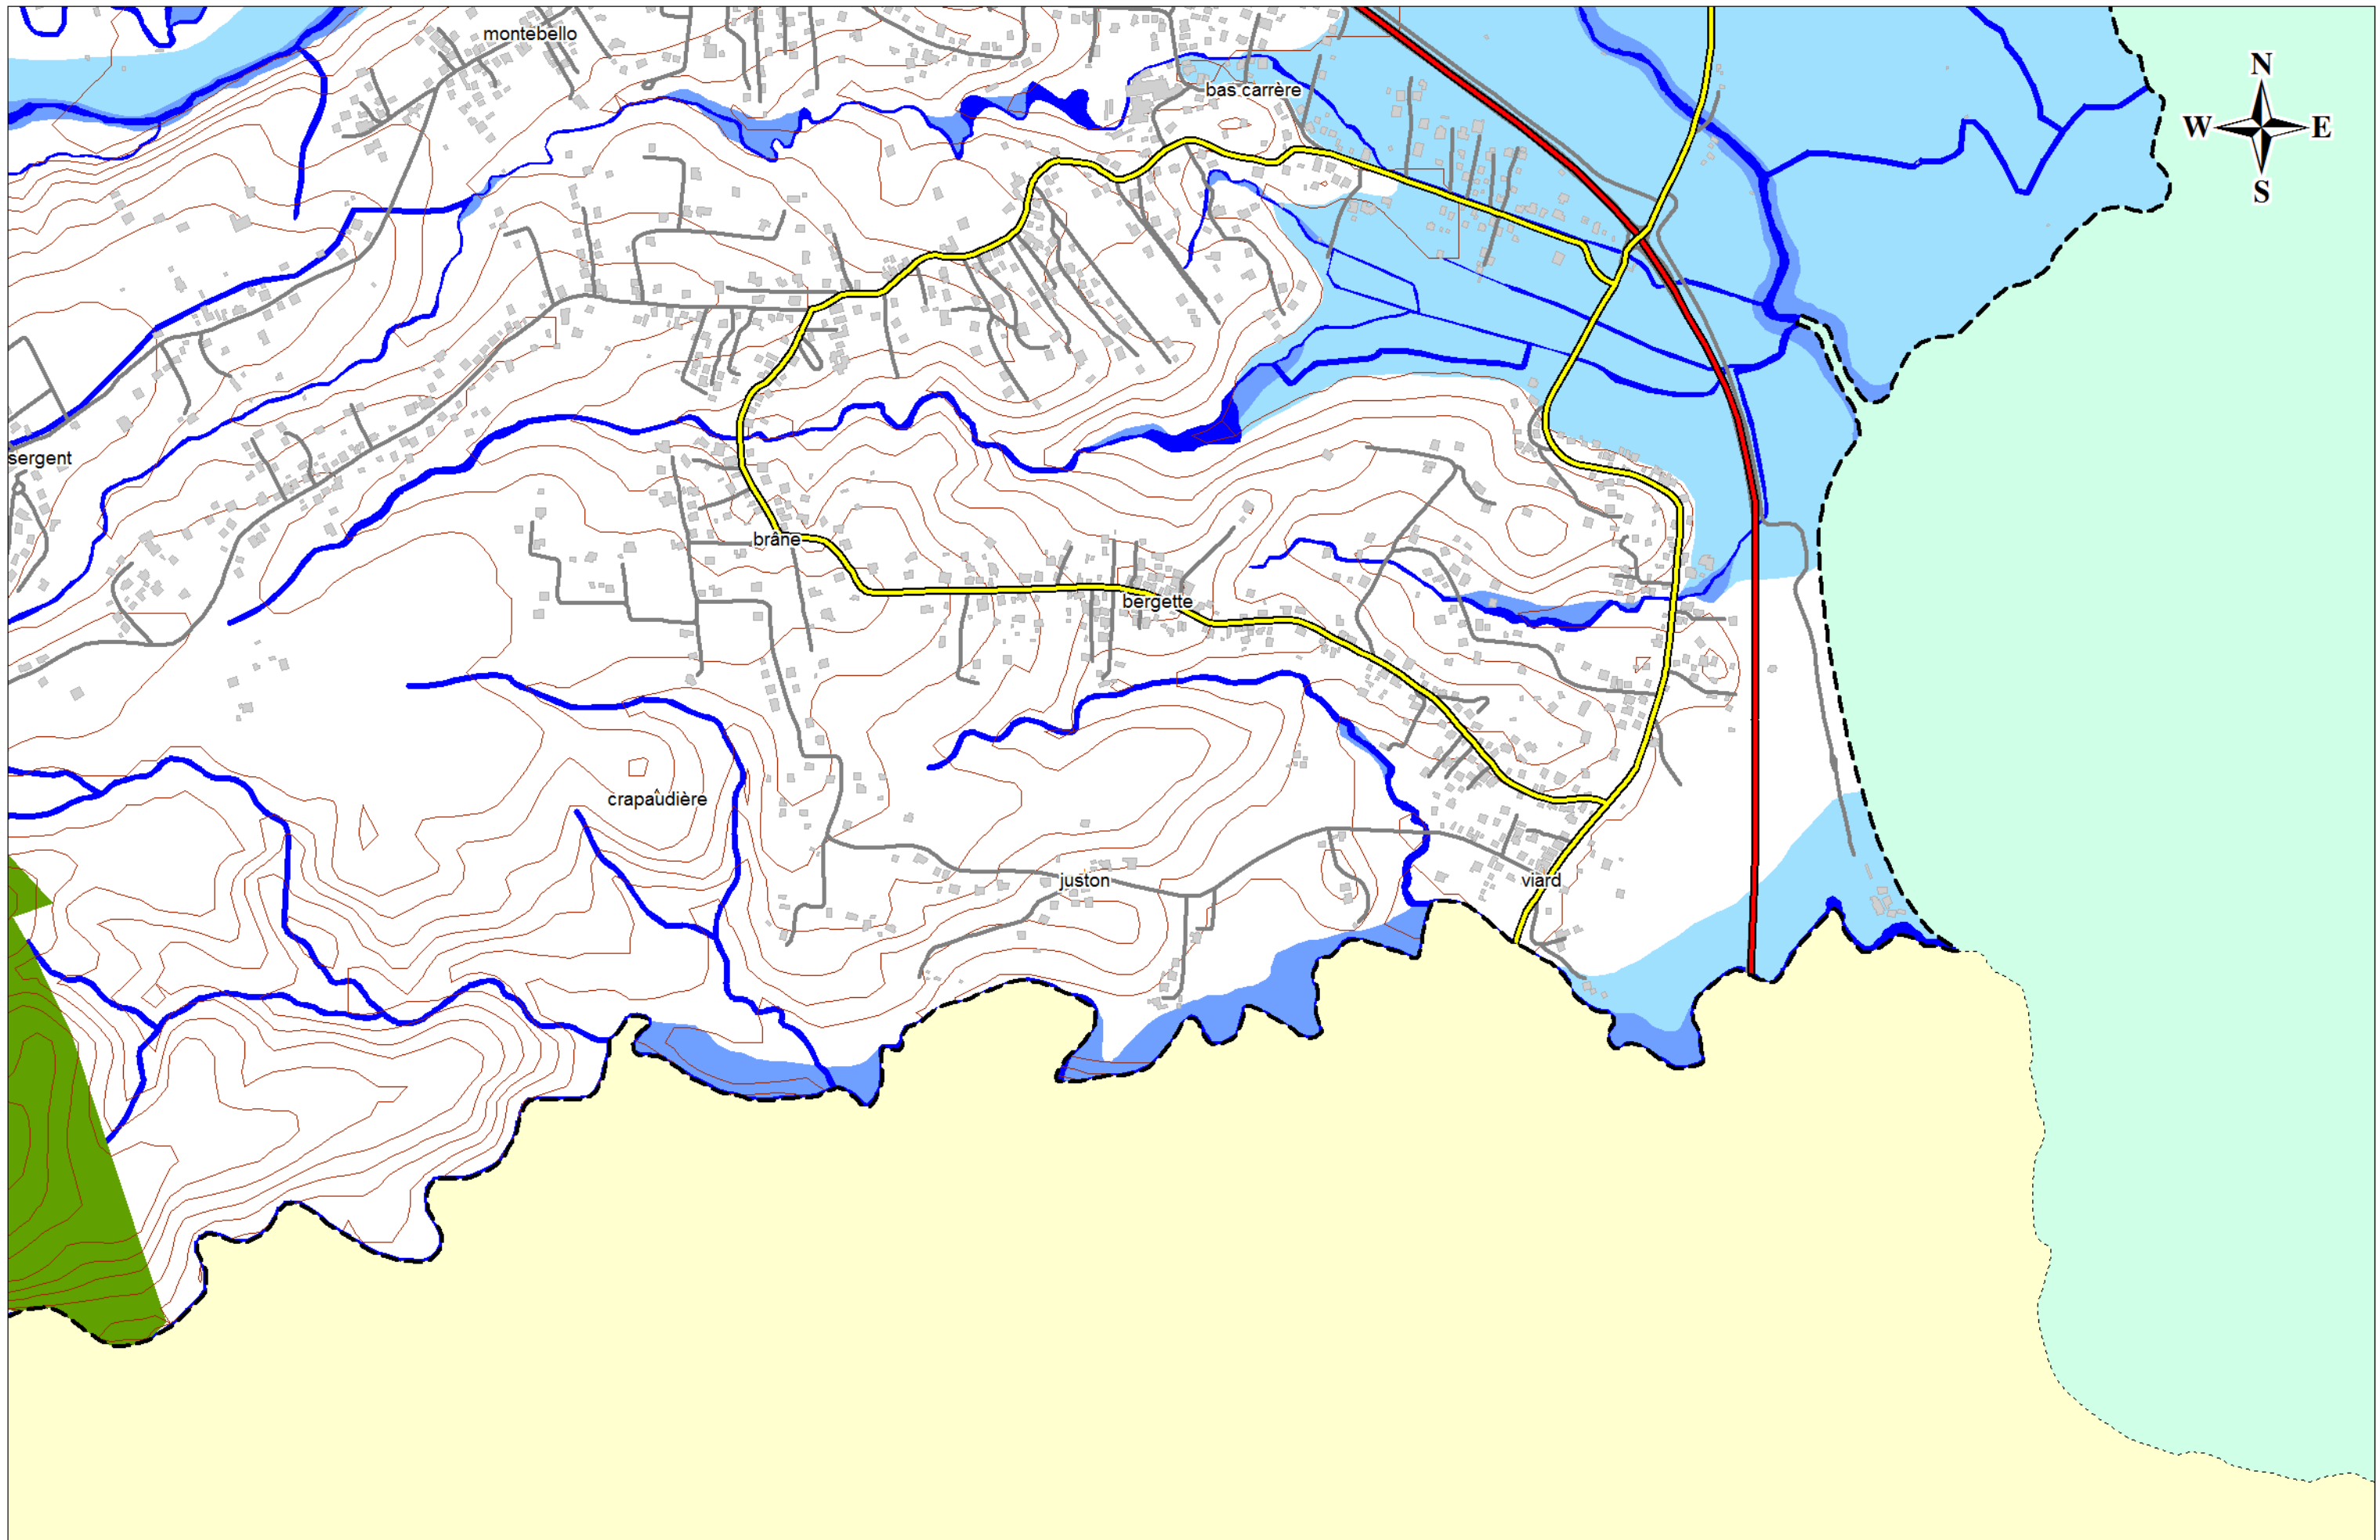 montebello
N
bas carrère
W
E
S
sergent
brâne
bergette
crapaudière
juston
viard